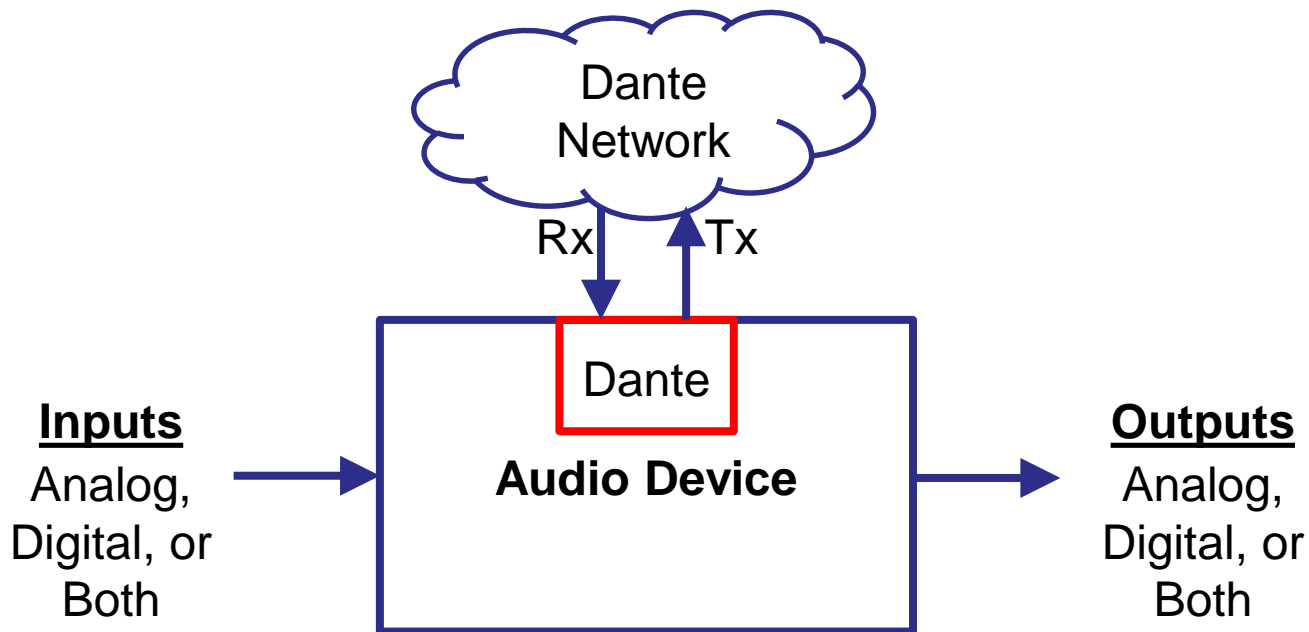 Dante
Network
Rx
Tx
Dante
Inputs
Analog,
Digital, or
Both
Audio Device
Outputs
Analog,
Digital, or
Both